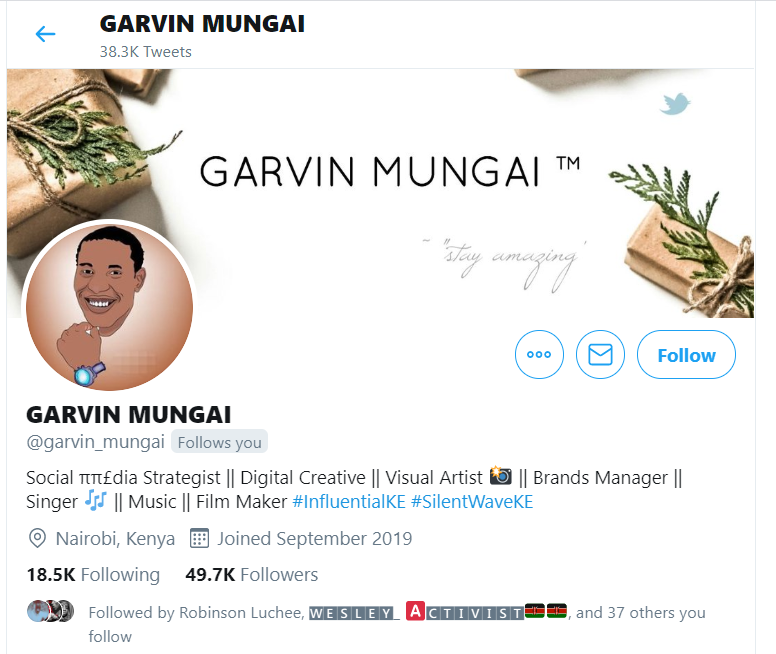 GARVIN MUNGAI
38.3K Tweets
GARVIN MUNGAI ™
~ "stay amazing'
Follow
GARVIN MUNGAI
@garvin_mungai Follows you
Social ππ£dia Strategist || Digital Creative || Visual Artist 📸 || Brands Manager ||
Singer 🎶 || Music || Film Maker #InfluentialKE #SilentWaveKE
Nairobi, Kenya Joined September 2019
18.5K Following 49.7K Followers
Followed by Robinson Luchee, 🆆🅴🆂🅻🅴🆈_ 🅰🅲🆃🅸🆅🅸🆂🆃🇰🇪🇰🇪, and 37 others you
follow